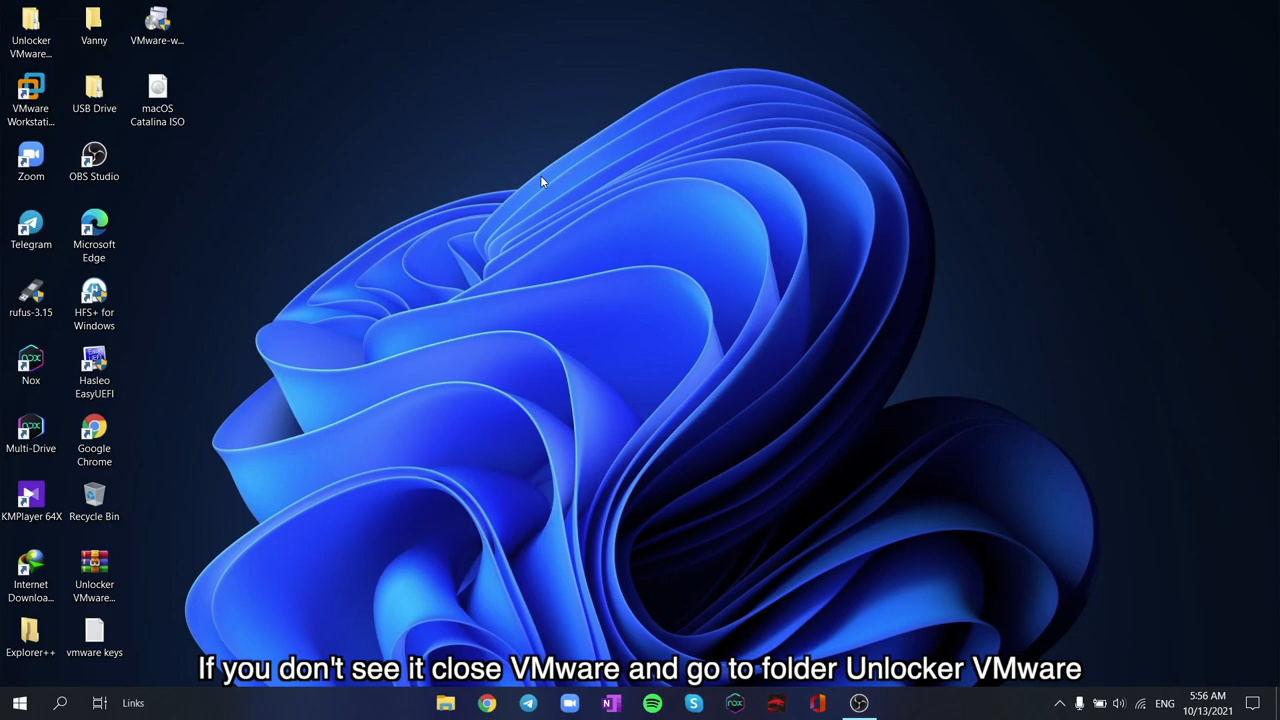 Unlocker
VMware...
Vanny
VMware-w...
VMware
Workstati...
USB Drive
macOS
Catalina ISO
Zoom
OBS Studio
Telegram
Microsoft
Edge
rufus-3.15
HFS+ for
Windows
nox
Nox
Hasleo
EasyUEFI
Multi-Drive
Google
Chrome
KMPlayer 64X
Recycle Bin
Internet
Downloa...
Unlocker
VMware...
Explorer++
vmware keys
If you don't see it close VMware and go to folder Unlocker VMware
Links
ENG
5:56 AM
10/13/2021